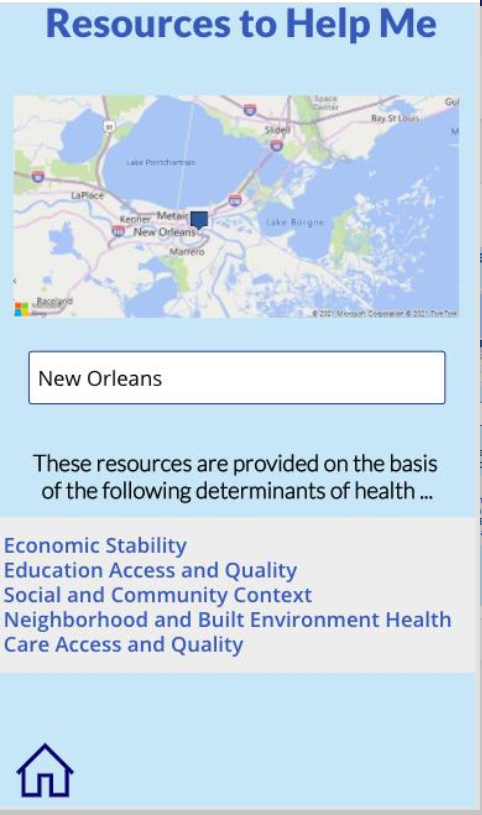 Resources to Help Me
Space
Center
Gul
Bay St Louis
Slidell
M
Lake Pontchartrain
LaPlace
Kenner
Metairi
New Orleans
Lake Borgne
Marrero
Raceland
Microsoft
Bing
© 2021 Microsoft Corporation © 2021 TomTom
New Orleans
These resources are provided on the basis
of the following determinants of health ...
Economic Stability
Education Access and Quality
Social and Community Context
Neighborhood and Built Environment Health
Care Access and Quality